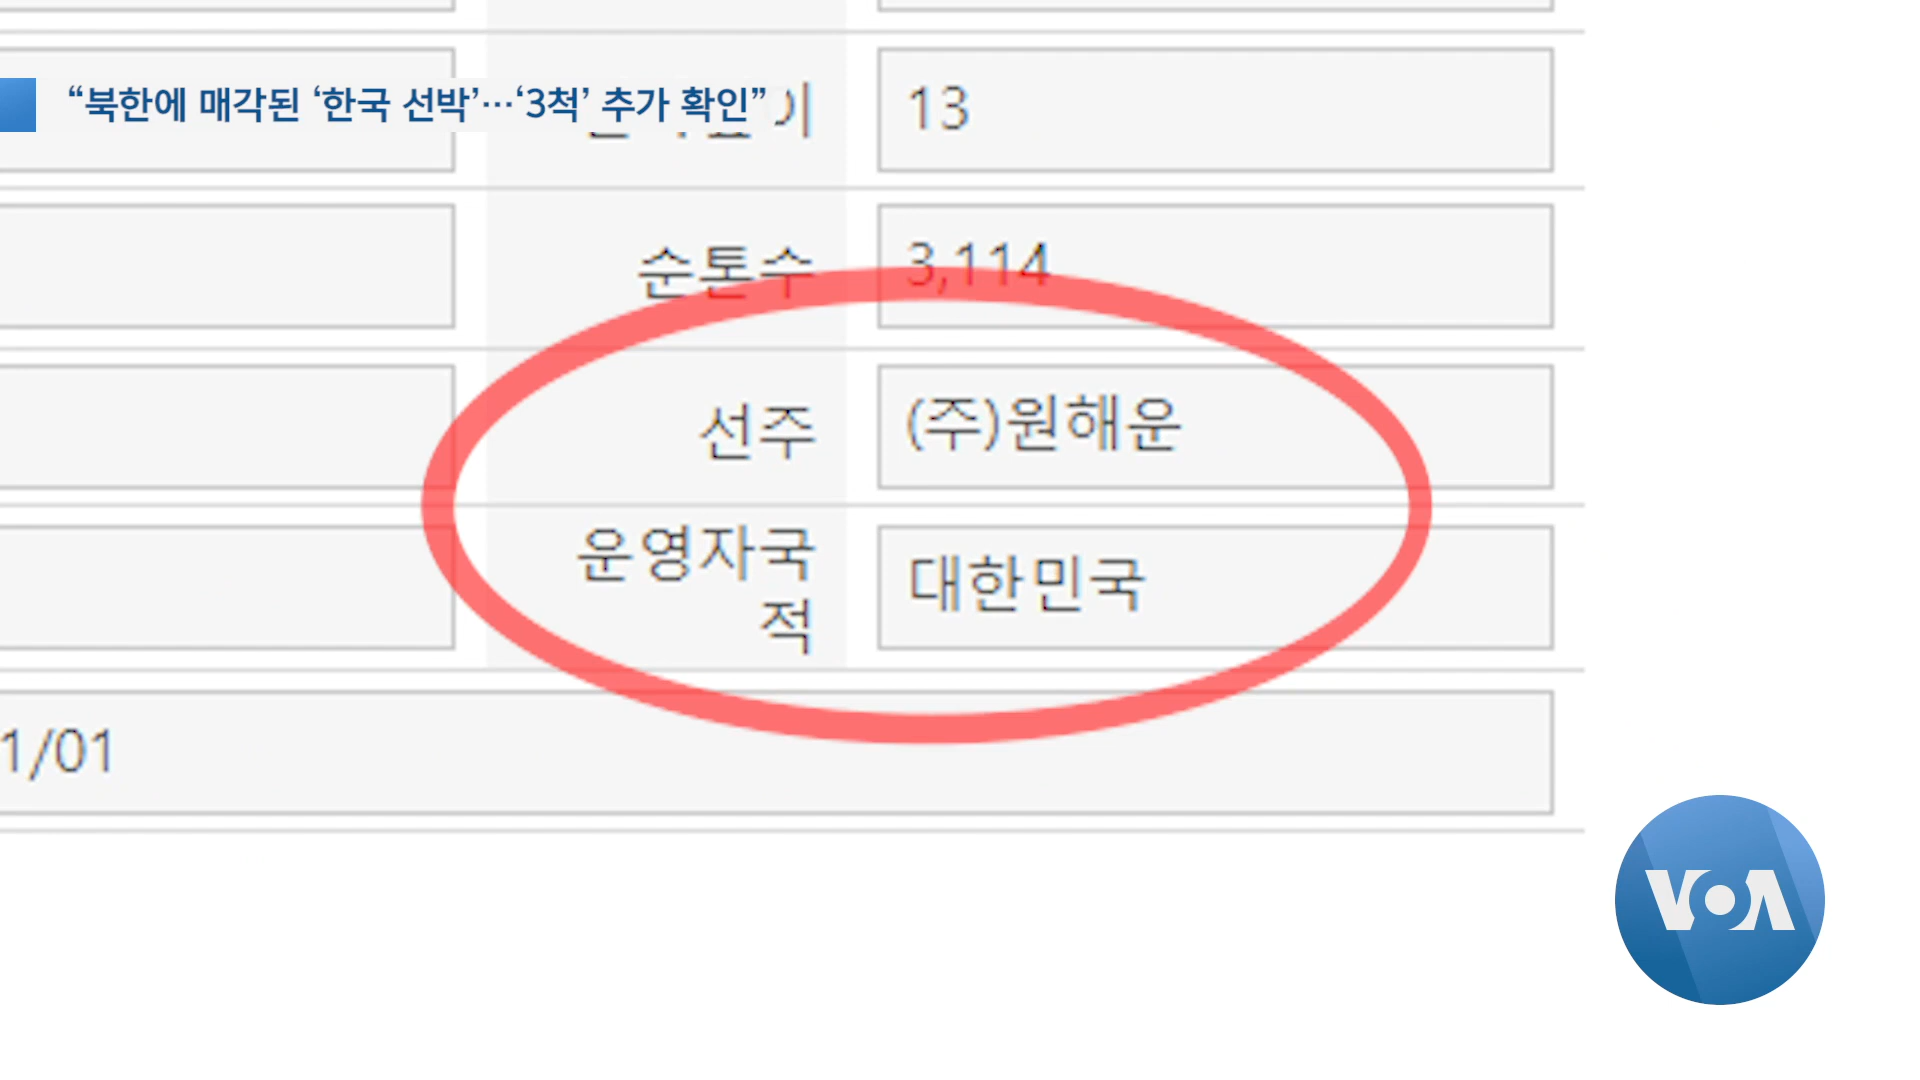 “북한에 매각된 ‘한국 선박’…‘3척’ 추가 확인”
13
순톤수 3,114
선주 (주)원해운
운영자국
적
대한민국
1/01
VOA